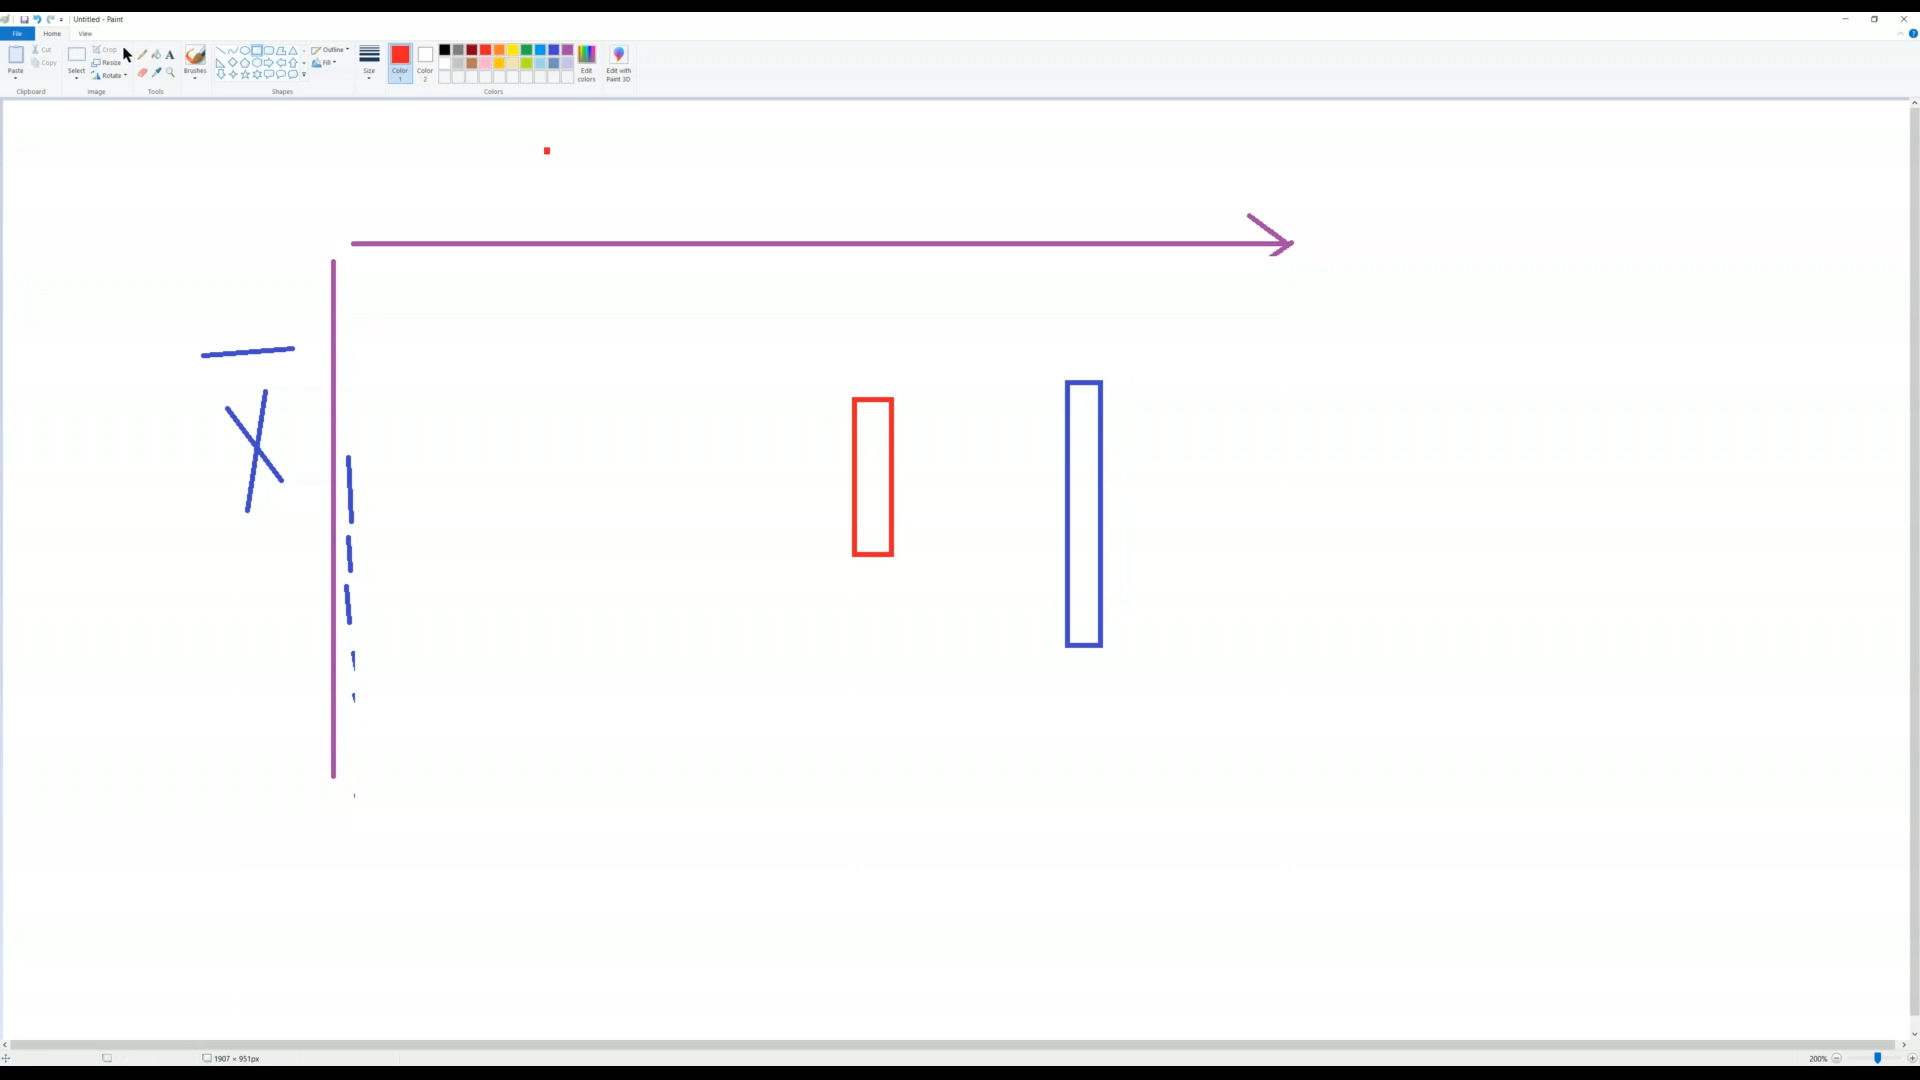 Untitled - Paint
File Home View
Paste
Cut
Copy
Clipboard
Select
Crop
Resize
Rotate
Image
Tools
Brushes
Outline
Fill
Shapes
Size
Color 1
Color 2
Edit colors
Colors
Edit with Paint 3D
X
1907 × 951px
200%